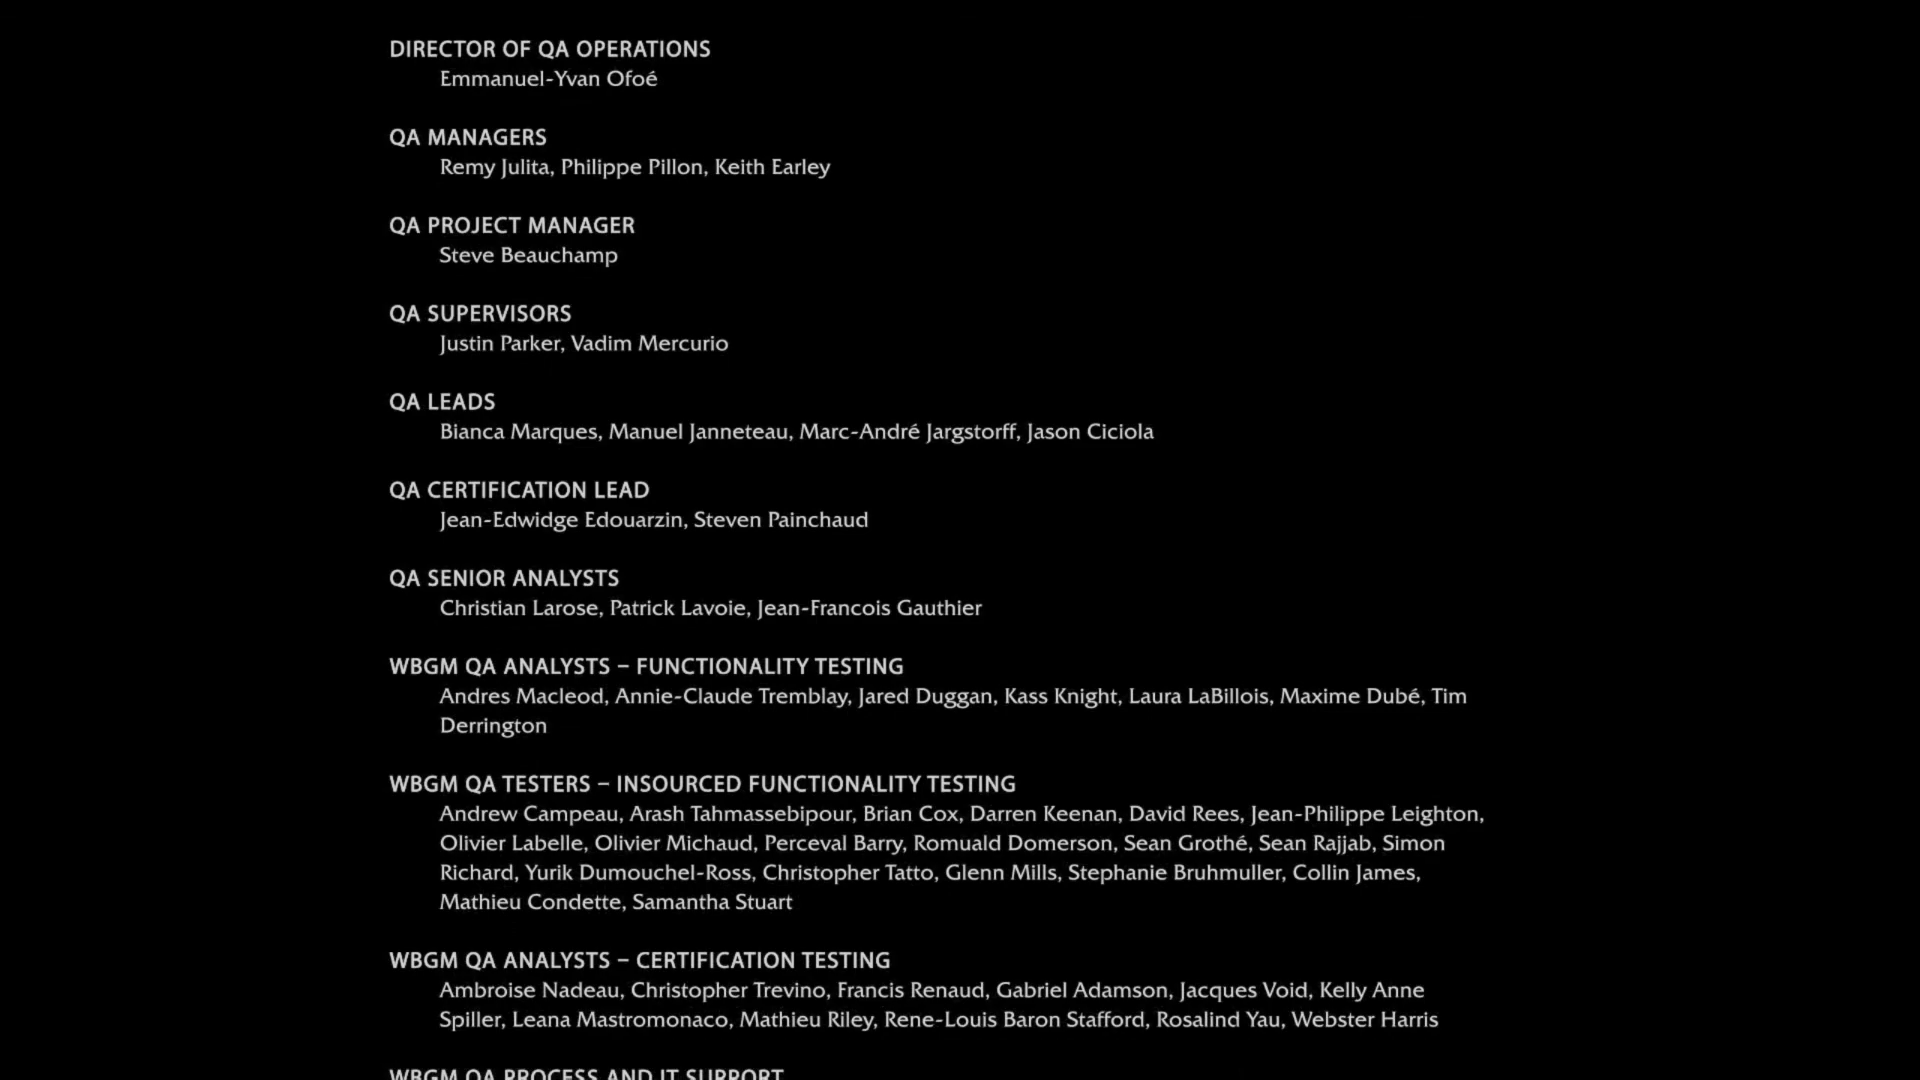 DIRECTOR OF QA OPERATIONS
Emmanuel-Yvan Ofoé
QA MANAGERS
Remy Julita, Philippe Pillon, Keith Earley
QA PROJECT MANAGER
Steve Beauchamp
QA SUPERVISORS
Justin Parker, Vadim Mercurio
QA LEADS
Bianca Marques, Manuel Janneteau, Marc-André Jargstorff, Jason Ciciola
QA CERTIFICATION LEAD
Jean-Edwidge Edouarzin, Steven Painchaud
QA SENIOR ANALYSTS
Christian Larose, Patrick Lavoie, Jean-Francois Gauthier
WBGM QA ANALYSTS – FUNCTIONALITY TESTING
Andres Macleod, Annie-Claude Tremblay, Jared Duggan, Kass Knight, Laura LaBillois, Maxime Dubé, Tim
Derrington
WBGM QA TESTERS – INSOURCED FUNCTIONALITY TESTING
Andrew Campeau, Arash Tahmassebipour, Brian Cox, Darren Keenan, David Rees, Jean-Philippe Leighton,
Olivier Labelle, Olivier Michaud, Perceval Barry, Romuald Domerson, Sean Grothé, Sean Rajjab, Simon
Richard, Yurik Dumouchel-Ross, Christopher Tatto, Glenn Mills, Stephanie Bruhmuller, Collin James,
Mathieu Condette, Samantha Stuart
WBGM QA ANALYSTS – CERTIFICATION TESTING
Ambroise Nadeau, Christopher Trevino, Francis Renaud, Gabriel Adamson, Jacques Void, Kelly Anne
Spiller, Leana Mastromonaco, Mathieu Riley, Rene-Louis Baron Stafford, Rosalind Yau, Webster Harris
WBGM QA PROCESS AND IT SUPPORT